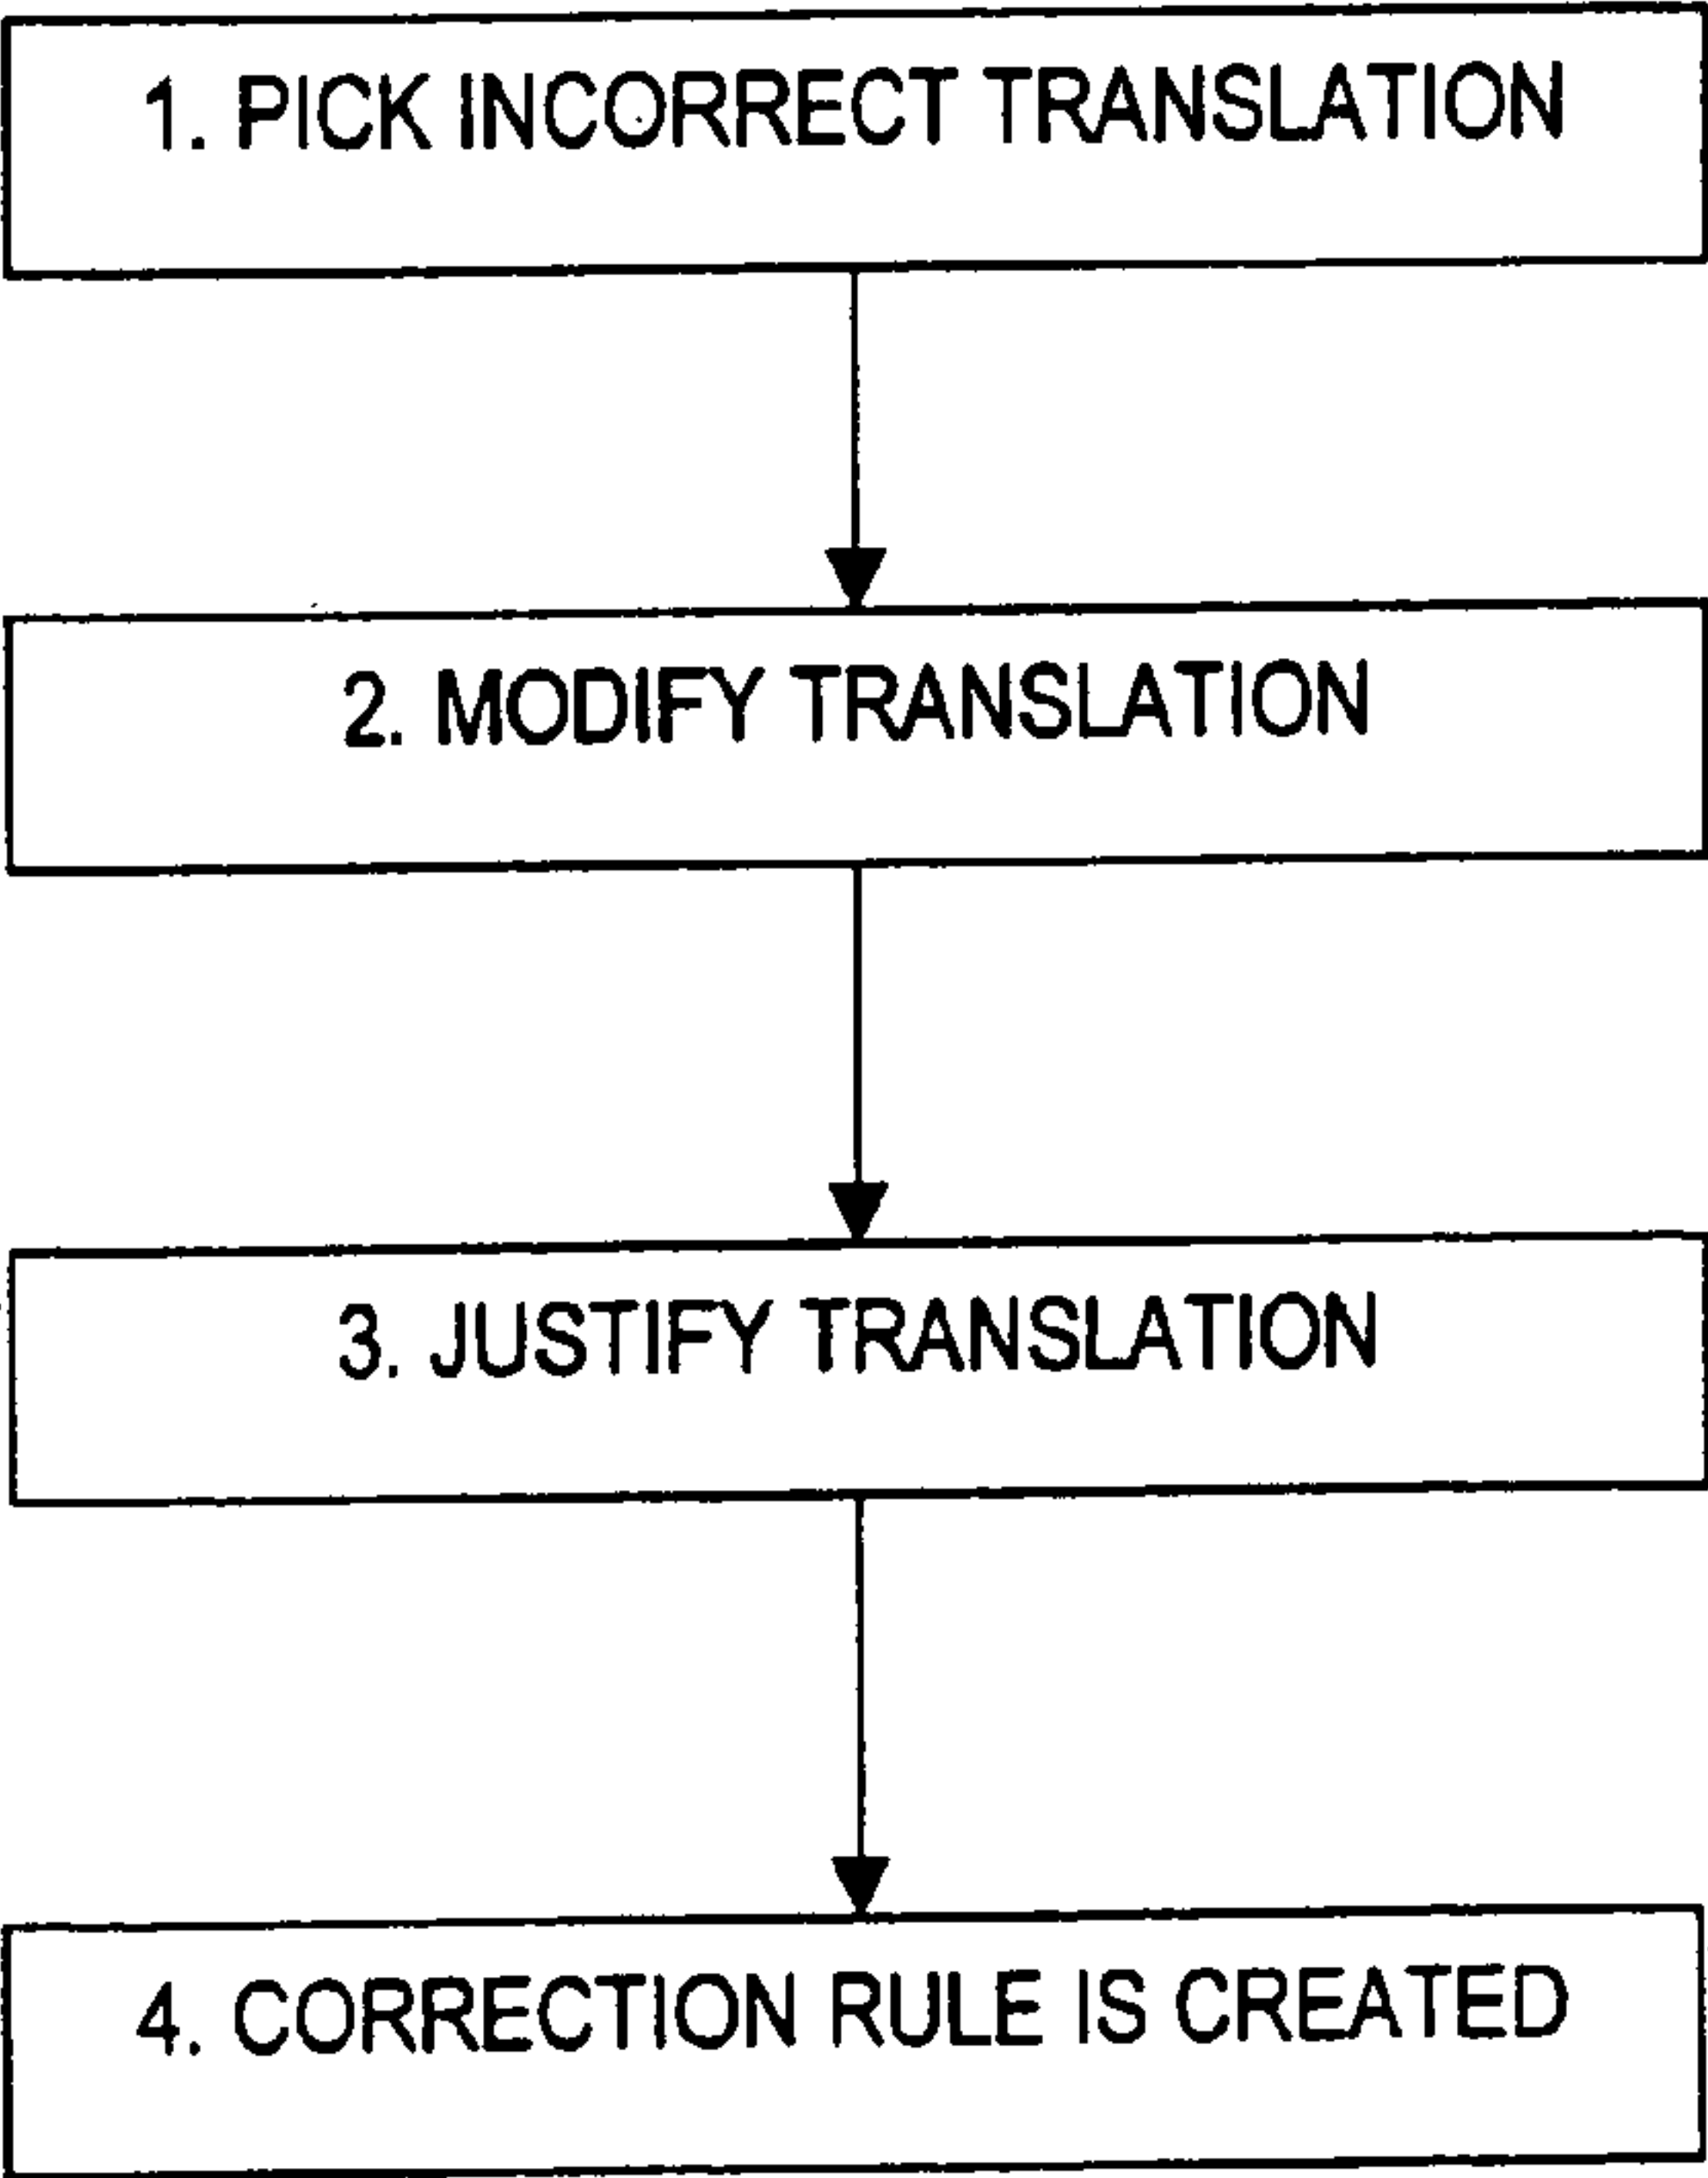 1. PICK INCORRECT TRANSLATION
2. MODIFY TRANSLATION
3. JUSTIFY TRANSLATION
4. CORRECTION RULE IS CREATED